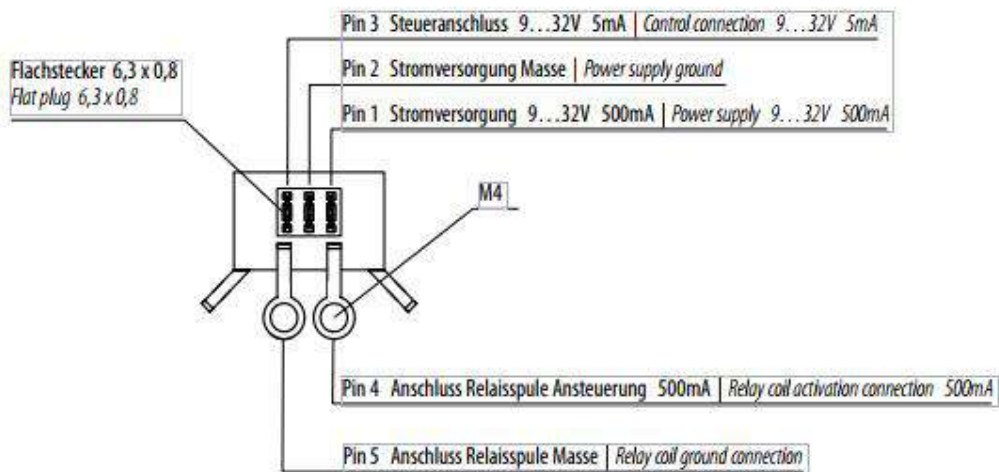 Pin 3 Steueranschluss 9...32V 5mA | Control connection 9...32V 5mA
Flachstecker 6,3 x 0,8
Flat plug 6,3 x 0,8
Pin 2 Stromversorgung Masse | Power supply ground
Pin 1 Stromversorgung 9...32V 500mA | Power supply 9...32V 500mA
M4
Pin 4 Anschluss Relaisspule Ansteuerung 500mA | Relay coil activation connection 500mA
Pin 5 Anschluss Relaisspule Masse | Relay coil ground connection